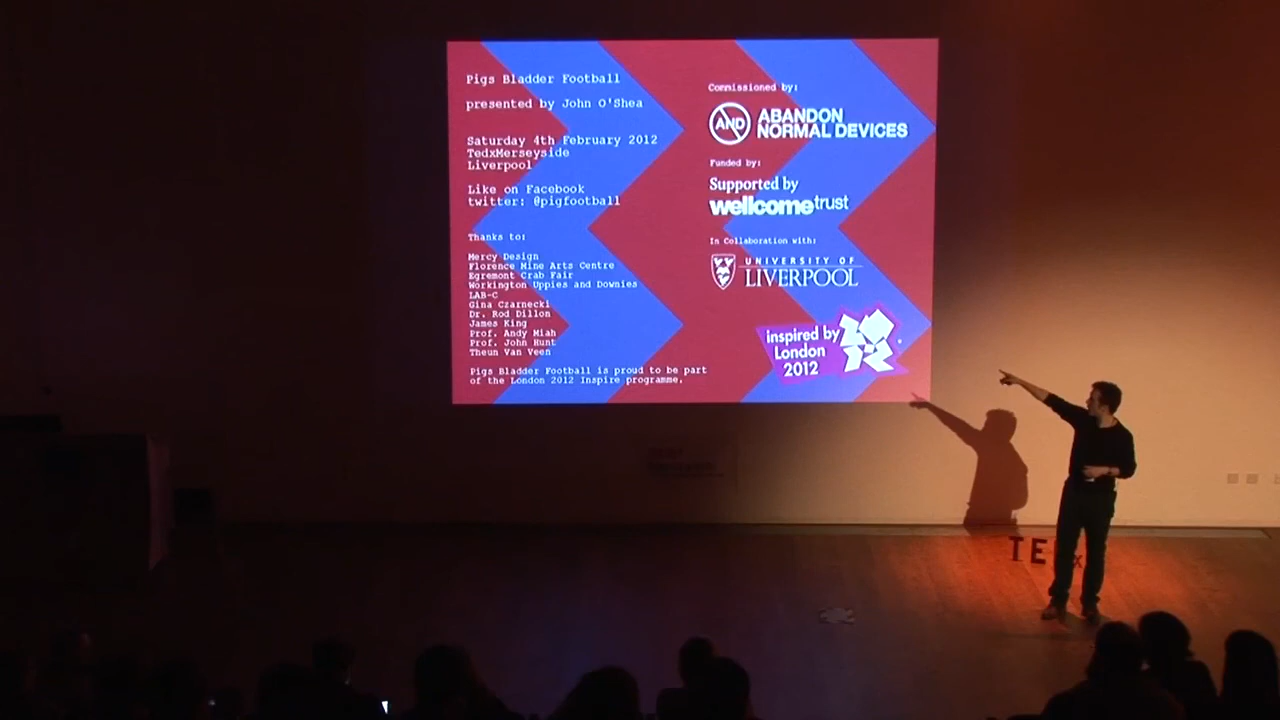 Pigs Bladder Football
presented by John O'Shea
Saturday 4th February 2012
TedxMerseyside
Liverpool
Like on Facebook
twitter: @pigfootball
Thanks to:
Mercy Design
Florence Mine Arts Centre
Egremont Crab Fair
Workington Uppies and Downies
LAB-C
Gina Czarnecki
Dr. Rod Dillon
James King
Prof. Andy Miah
Prof. John Hunt
Theun Van Veen
Pigs Bladder Football is proud to be part
of the London 2012 Inspire programme.
Commissioned by:
AND
ABANDON
NORMAL DEVICES
Funded by:
Supported by
wellcometrust
In Collaboration with:
UNIVERSITY OF
LIVERPOOL
inspired by
London
2012
TE x